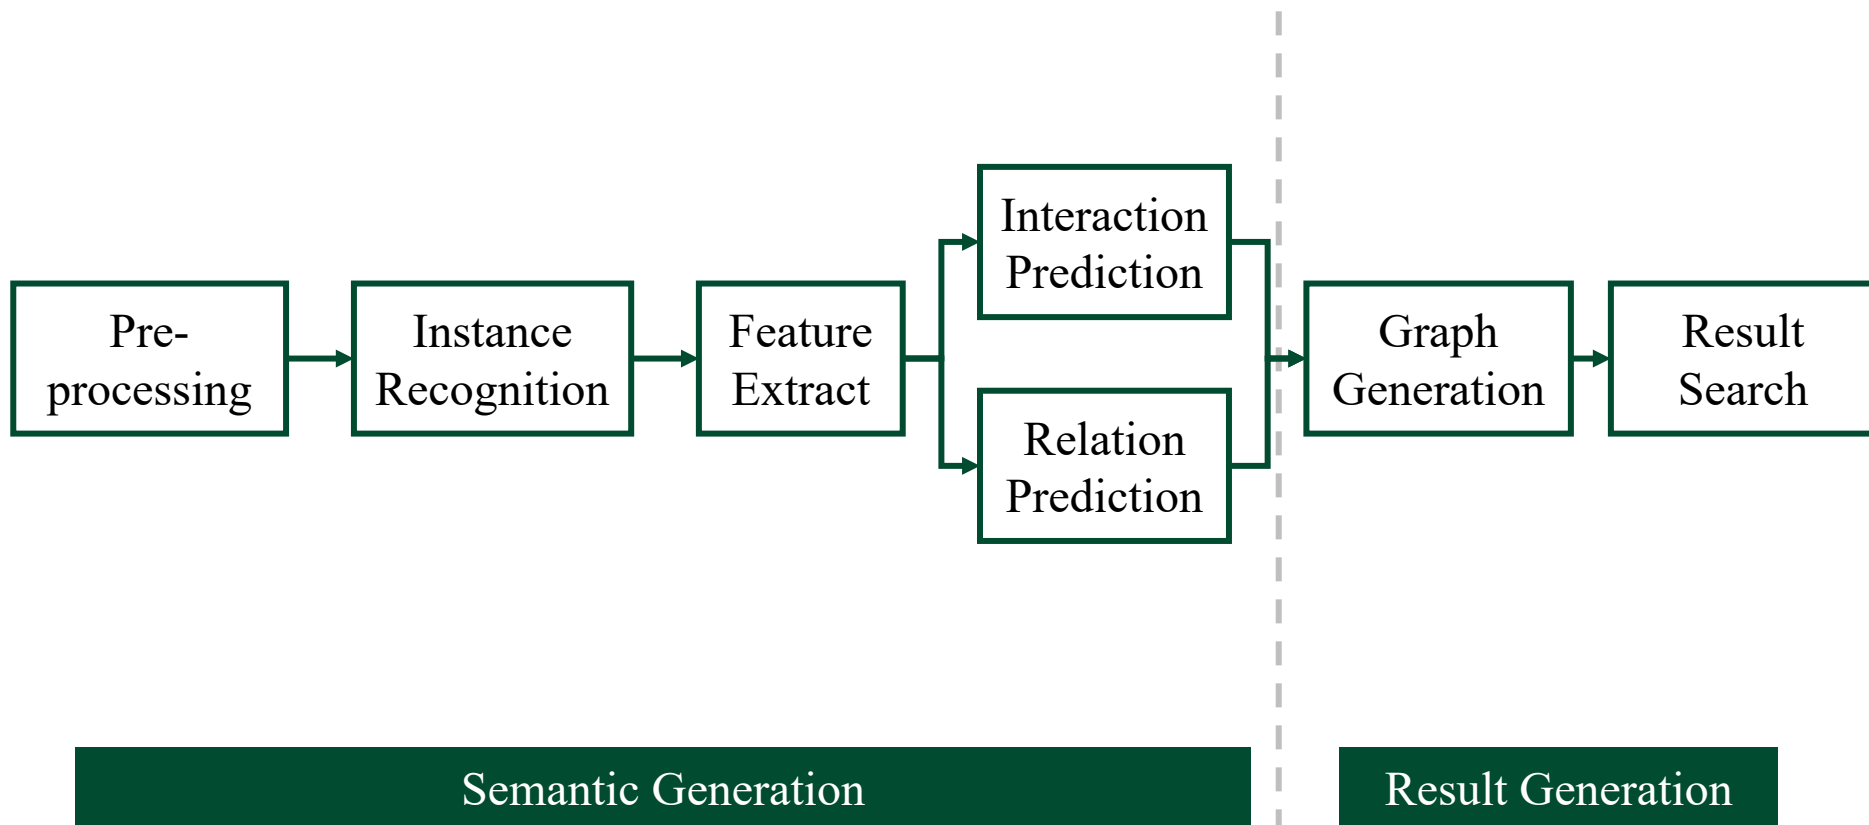 Pre-
processing
Instance
Recognition
Feature
Extract
Interaction
Prediction
Relation
Prediction
Graph
Generation
Result
Search
Semantic Generation
Result Generation